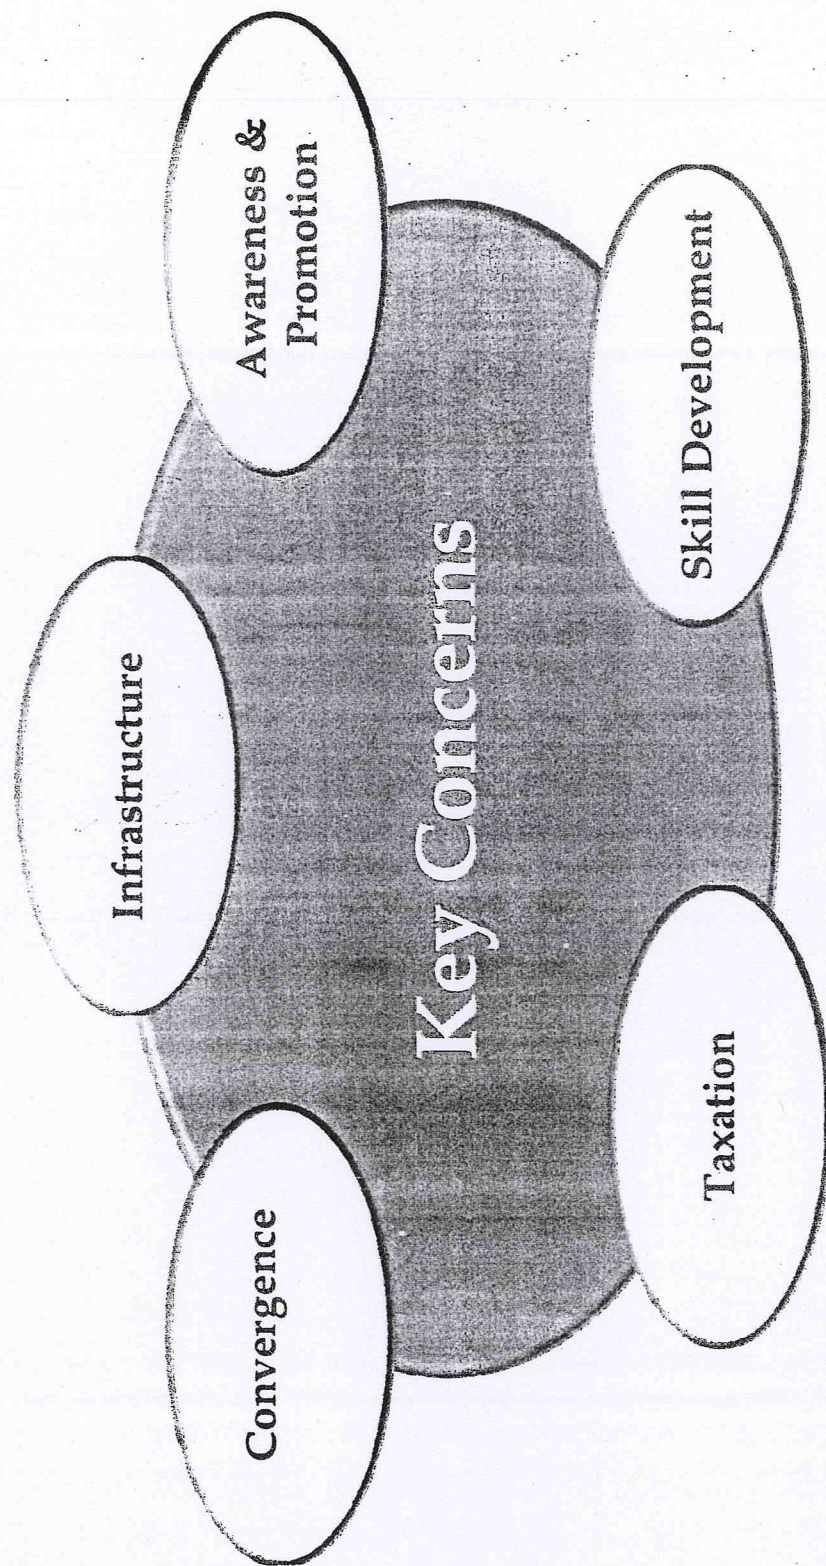 Infrastructure
Convergence
Awareness &
Promotion
Key Concerns
Taxation
Skill Development